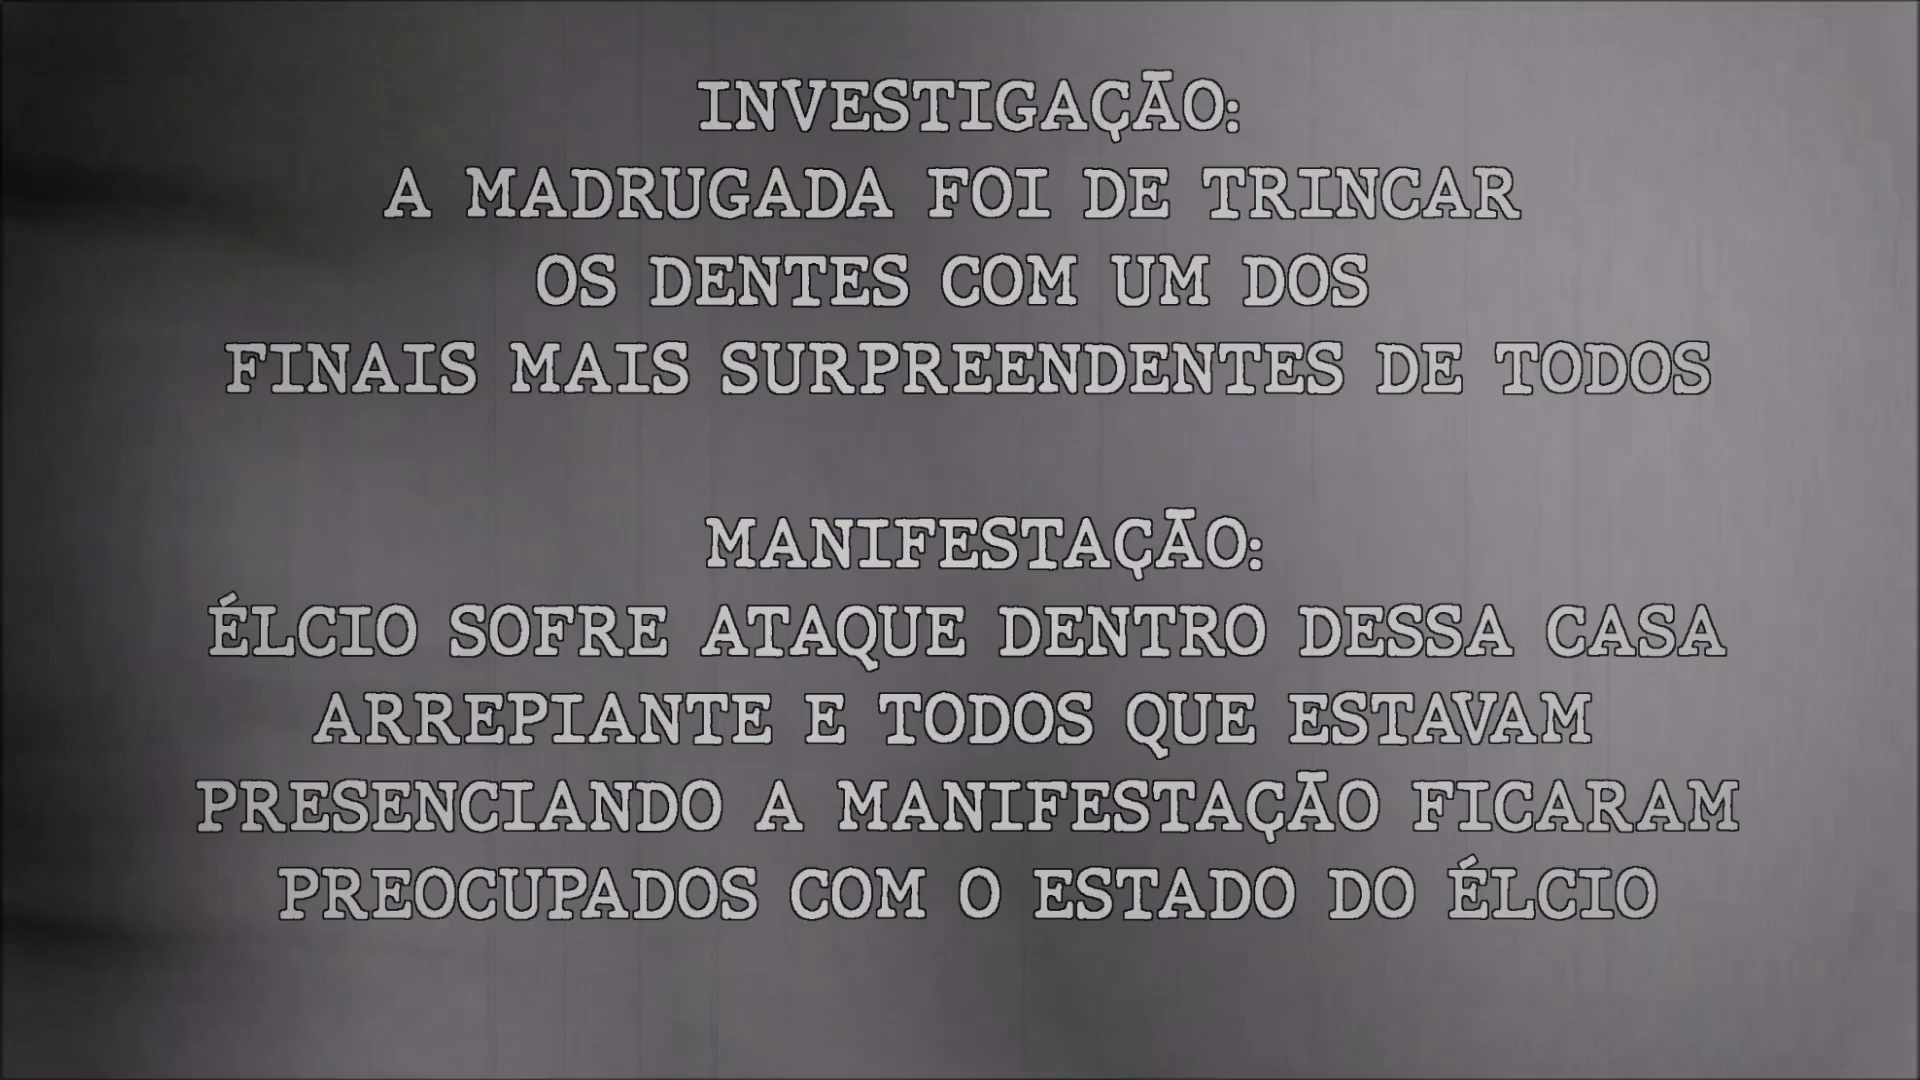 INVESTIGAÇÃO:
A MADRUGADA FOI DE TRINCAR
OS DENTES COM UM DOS
FINAIS MAIS SURPREENDENTES DE TODOS
MANIFESTAÇÃO:
ÉLCIO SOFRE ATAQUE DENTRO DESSA CASA
ARREPIANTE E TODOS QUE ESTAVAM
PRESENCIANDO A MANIFESTAÇÃO FICARAM
PREOCUPADOS COM O ESTADO DO ÉLCIO